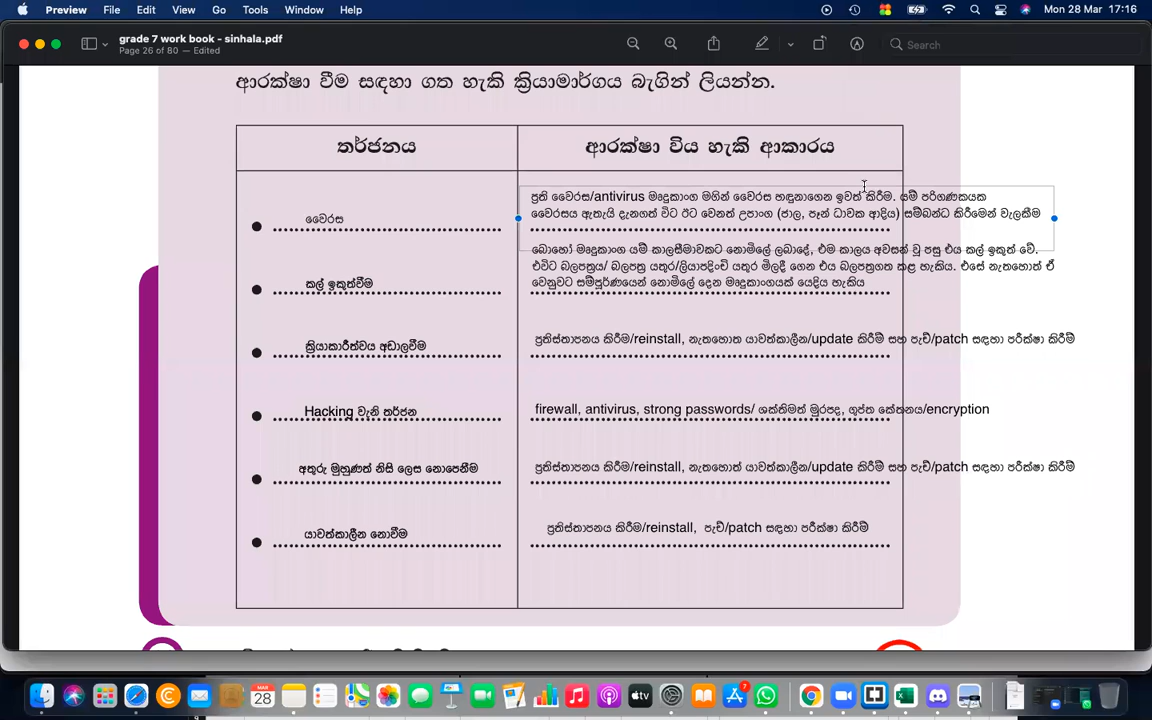 Preview File Edit View Go Tools Window Help Mon 28 Mar 17:16
grade 7 work book - sinhala.pdf
Page 26 of 80 — Edited
Search
ආරක්ෂා වීම සඳහා ගත හැකි ක්‍රියාමාර්ගය බැගින් ලියන්න.
තර්ජනය
ආරක්ෂා විය හැකි ආකාරය
වෛරස
ප්‍රති වෛරස/antivirus මෘදුකාංග මගින් වෛරස හඳුනාගෙන ඉවත් කිරීම. යම් පරිගණකයක
වෛරසය ඇතැයි දැනගත් විට ඊට වෙනත් උපාංග (ජාල, පෑන් ධාවක ආදිය) සම්බන්ධ කිරීමෙන් වැලකීම
කල් ඉකුත්වීම
බොහෝ මෘදුකාංග යම් කාලසීමාවකට නොමිලේ ලබාදේ, එම කාලය අවසන් වූ පසු එය කල් ඉකුත් වේ.
එවිට බලපත්‍රය/ බලපත්‍ර යතුර/ලියාපදිංචි යතුර මිලදී ගෙන එය බලපත්‍රගත කළ හැකිය. එසේ නැතහොත් ඒ
වෙනුවට සම්පූර්ණයෙන් නොමිලේ දෙන මෘදුකාංගයක් යෙදිය හැකිය
ක්‍රියාකාරීත්වය අඩාලවීම
ප්‍රතිස්තාපනය කිරීම/reinstall, නැතහොත යාවත්කාලීන/update කිරීම් සහ පැච්/patch සඳහා පරීක්ෂා කිරීම්
Hacking වැනි තර්ජන
firewall, antivirus, strong passwords/ ශක්තිමත් මුරපද, ගුප්ත කේතනය/encryption
අතුරු මුහුණත් නිසි ලෙස නොපෙනීම
ප්‍රතිස්තාපනය කිරීම/reinstall, නැතහොත් යාවත්කාලීන/update කිරීම් සහ පැච්/patch සඳහා පරීක්ෂා කිරීම්
යාවත්කාලීන නොවීම
ප්‍රතිස්තාපනය කිරීම/reinstall, පැච්/patch සඳහා පරීක්ෂා කිරීම්